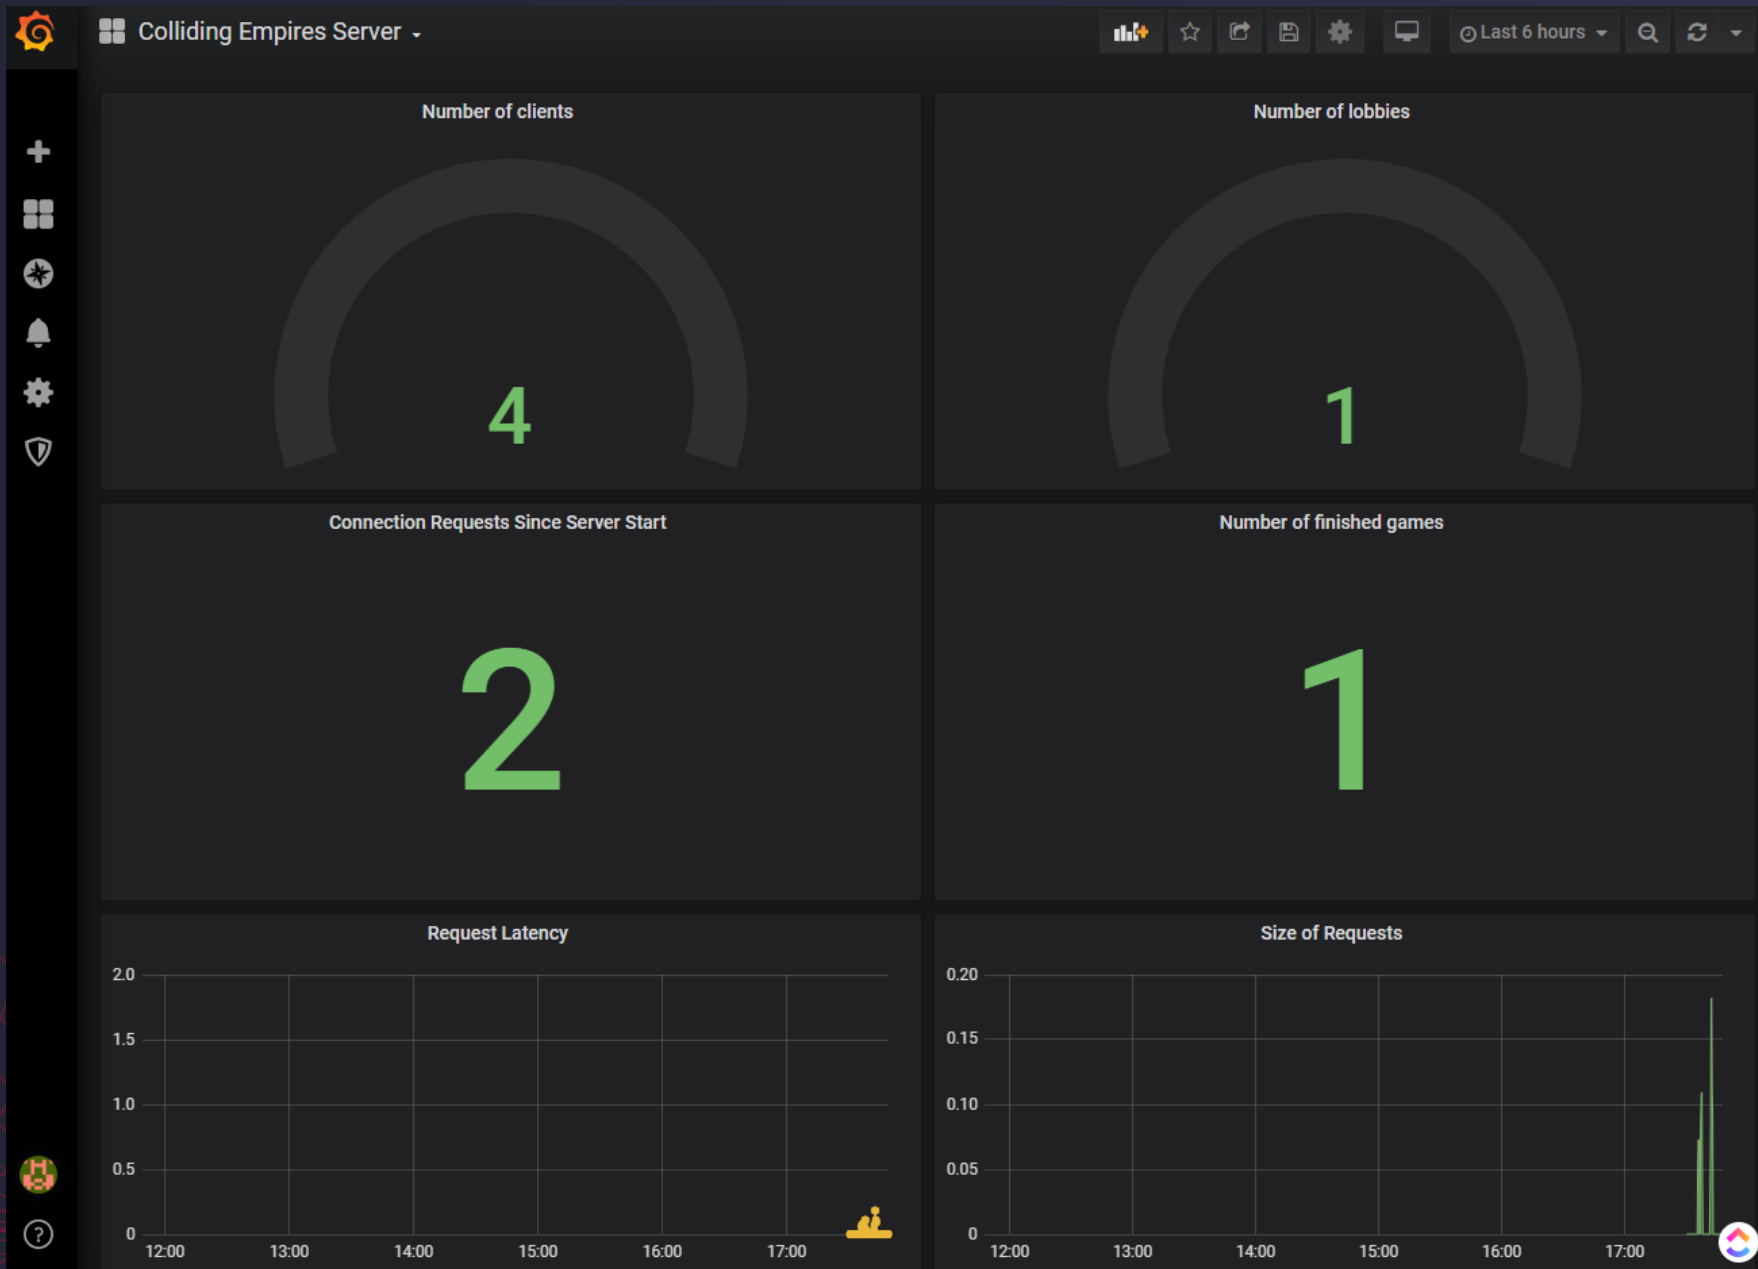 Colliding Empires Server
Last 6 hours
Number of clients
4
Number of lobbies
1
Connection Requests Since Server Start
2
Number of finished games
1
Request Latency
2.0
1.5
1.0
0.5
0
12:00 13:00 14:00 15:00 16:00 17:00
Size of Requests
0.20
0.15
0.10
0.05
0
12:00 13:00 14:00 15:00 16:00 17:00
?